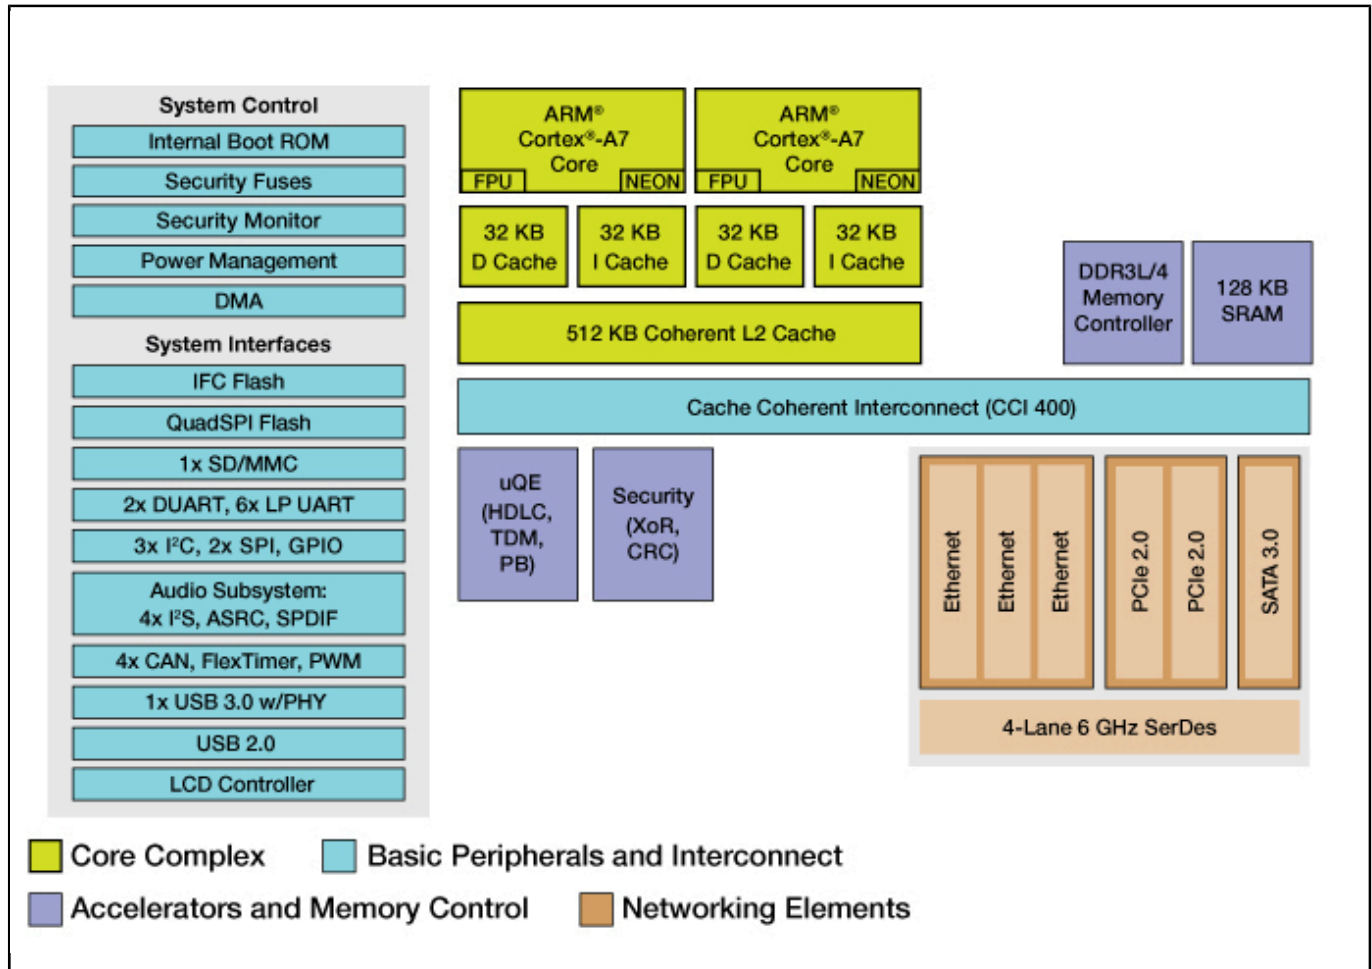 System Control
Internal Boot ROM
Security Fuses
Security Monitor
Power Management
DMA
System Interfaces
IFC Flash
QuadSPI Flash
1x SD/MMC
2x DUART, 6x LP UART
3x I²C, 2x SPI, GPIO
Audio Subsystem:
4x I²S, ASRC, SPDIF
4x CAN, FlexTimer, PWM
1x USB 3.0 w/PHY
USB 2.0
LCD Controller
ARM®
Cortex®-A7
Core
FPU
NEON
ARM®
Cortex®-A7
Core
FPU
NEON
32 KB
D Cache
32 KB
I Cache
32 KB
D Cache
32 KB
I Cache
512 KB Coherent L2 Cache
DDR3L/4
Memory
Controller
128 KB
SRAM
Cache Coherent Interconnect (CCI 400)
uQE
(HDLC,
TDM,
PB)
Security
(XoR,
CRC)
Ethernet
Ethernet
Ethernet
PCIe 2.0
PCIe 2.0
SATA 3.0
4-Lane 6 GHz SerDes
Core Complex
Basic Peripherals and Interconnect
Accelerators and Memory Control
Networking Elements